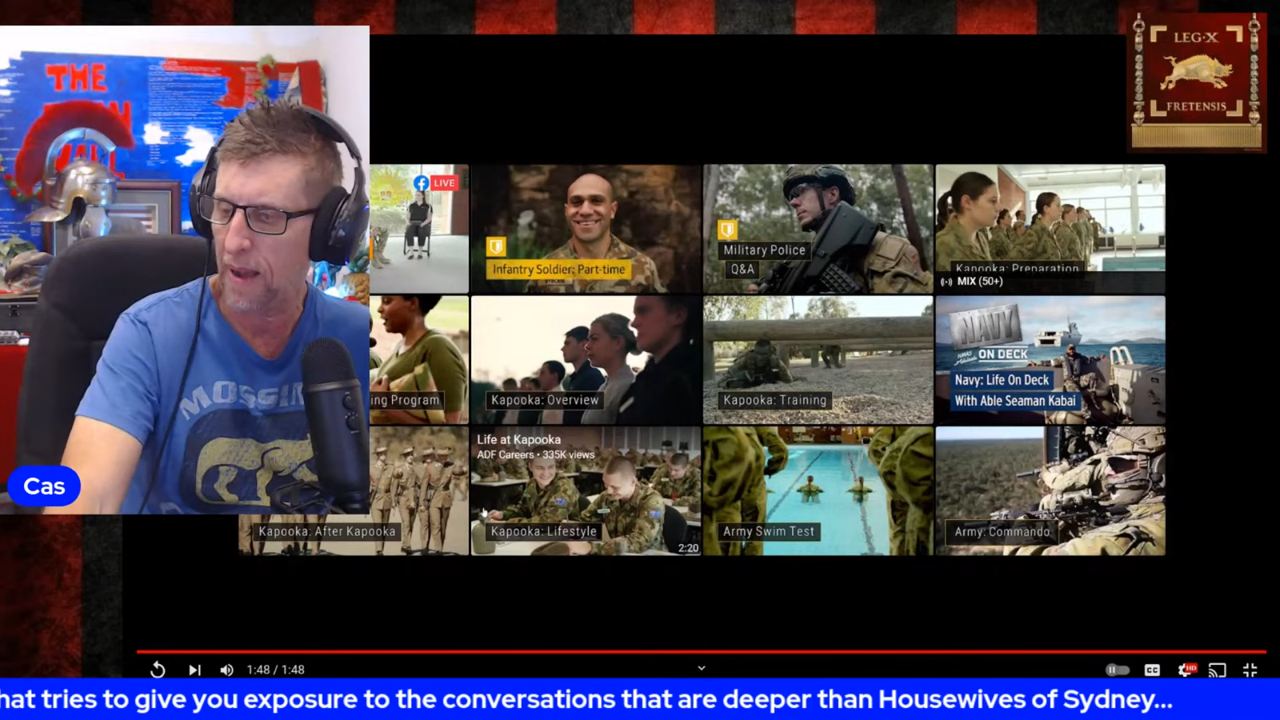 LEG·X
FRETENSIS
THE
LIVE
Infantry Soldier: Part-time
Military Police
Q&A
Kapooka: Preparation
MIX (50+)
ing Program
Kapooka: Overview
Kapooka: Training
NAVY
ON DECK
Navy: Life On Deck
With Able Seaman Kabai
MOSSI
Cas
Kapooka: After Kapooka
Life at Kapooka
ADF Careers • 335K views
Kapooka: Lifestyle
2:20
Army Swim Test
Army: Commando
1:48 / 1:48
CC
HD
hat tries to give you exposure to the conversations that are deeper than Housewives of Sydney...